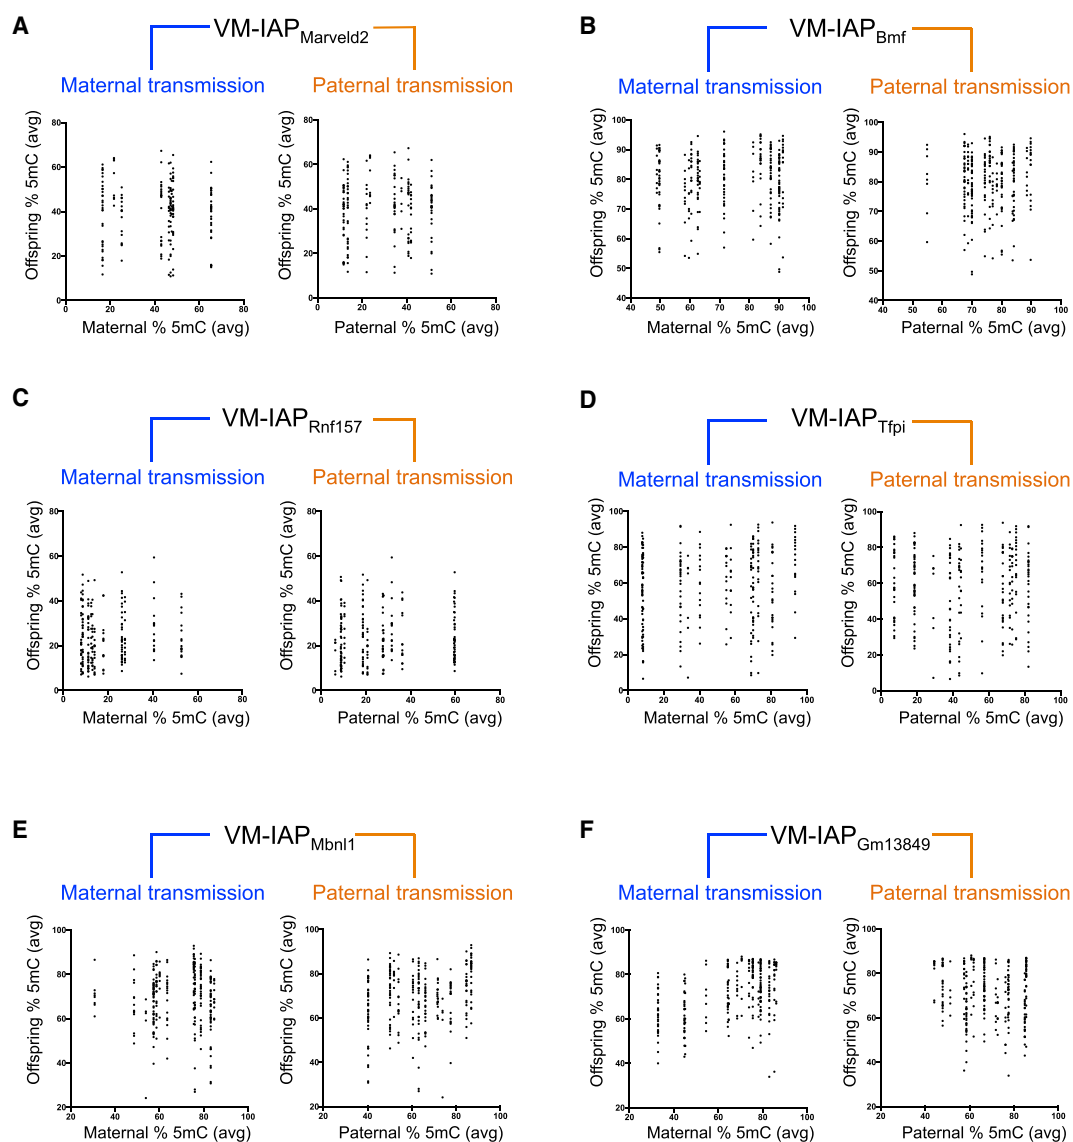 A
VM-IAP Marveld2
Maternal transmission
Paternal transmission
Offspring % 5mC (avg)
80
60
40
20
0
0 20 40 60 80
Maternal % 5mC (avg)
Offspring % 5mC (avg)
80
60
40
20
0
0 20 40 60 80
Paternal % 5mC (avg)
B
VM-IAP Bmf
Maternal transmission
Paternal transmission
Offspring % 5mC (avg)
100
90
80
70
60
50
40
40 50 60 70 80 90 100
Maternal % 5mC (avg)
Offspring % 5mC (avg)
100
90
80
70
60
50
40
40 50 60 70 80 90 100
Paternal % 5mC (avg)
C
VM-IAP Rnf157
Maternal transmission
Paternal transmission
Offspring % 5mC (avg)
80
60
40
20
0
0 20 40 60 80
Maternal % 5mC (avg)
Offspring % 5mC (avg)
80
60
40
20
0
0 20 40 60 80
Paternal % 5mC (avg)
D
VM-IAP Tfpi
Maternal transmission
Paternal transmission
Offspring % 5mC (avg)
100
80
60
40
20
0
0 20 40 60 80 100
Maternal % 5mC (avg)
Offspring % 5mC (avg)
100
80
60
40
20
0
0 20 40 60 80 100
Paternal % 5mC (avg)
E
VM-IAP Mbnl1
Maternal transmission
Paternal transmission
Offspring % 5mC (avg)
100
80
60
40
20
20 40 60 80 100
Maternal % 5mC (avg)
Offspring % 5mC (avg)
100
80
60
40
20
20 40 60 80 100
Paternal % 5mC (avg)
F
VM-IAP Gm13849
Maternal transmission
Paternal transmission
Offspring % 5mC (avg)
100
80
60
40
20
20 40 60 80 100
Maternal % 5mC (avg)
Offspring % 5mC (avg)
100
80
60
40
20
20 40 60 80 100
Paternal % 5mC (avg)